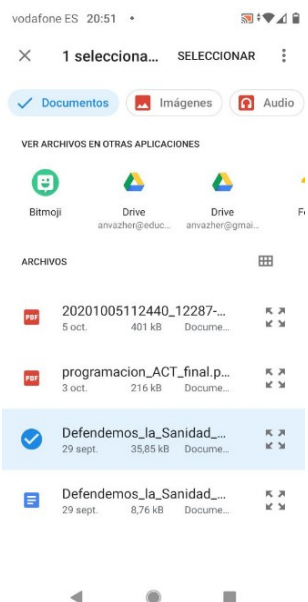 vodafone ES 20:51 •
1 selecciona... SELECCIONAR
Documentos Imágenes Audio
VER ARCHIVOS EN OTRAS APLICACIONES
Bitmoji Drive Drive
anvazher@educ... anvazher@gmai...
ARCHIVOS
PDF 20201005112440_12287-...
5 oct. 401 kB Docume...
PDF programacion_ACT_final.p...
3 oct. 216 kB Docume...
Defendemos_la_Sanidad_...
29 sept. 35,85 kB Docume...
Defendemos_la_Sanidad_...
29 sept. 8,76 kB Docume...